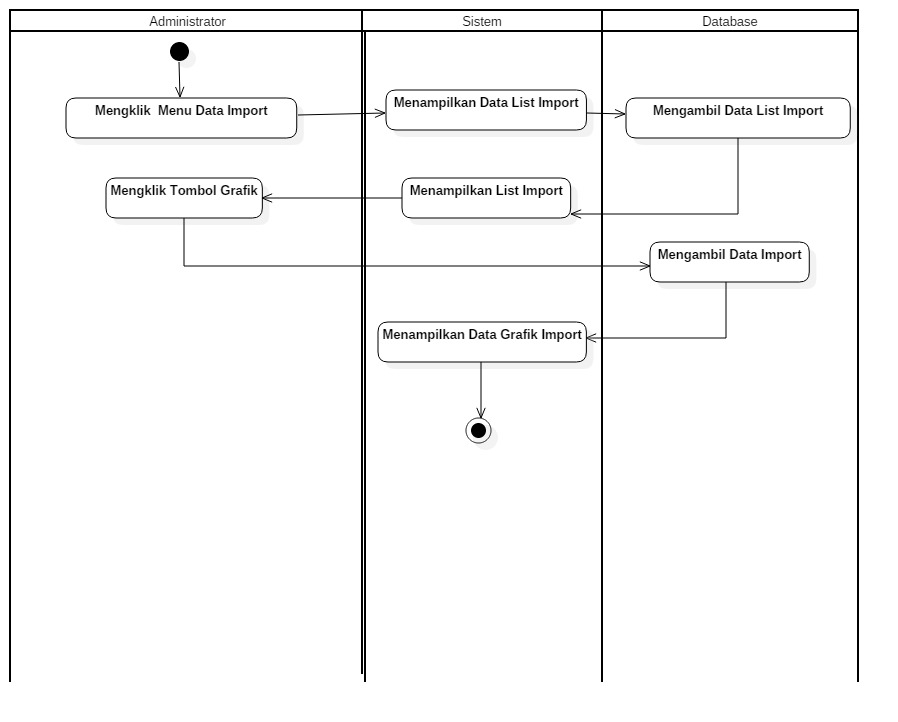 Administrator
Sistem
Database
Mengklik  Menu Data Import
Menampilkan Data List Import
Mengambil Data List Import
Mengklik Tombol Grafik
Menampilkan List Import
Mengambil Data Import
Menampilkan Data Grafik Import